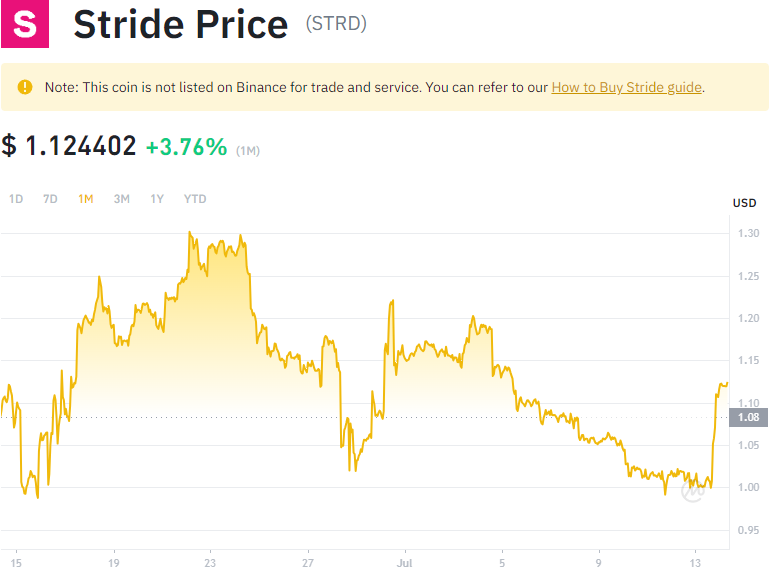 S Stride Price (STRD)
Note: This coin is not listed on Binance for trade and service. You can refer to our How to Buy Stride guide.
$ 1.124402 +3.76% (1M)
1D 7D 1M 3M 1Y YTD
USD
1.30
1.25
1.20
1.15
1.10
1.08
1.05
1.00
0.95
15 19 23 27 Jul 5 9 13